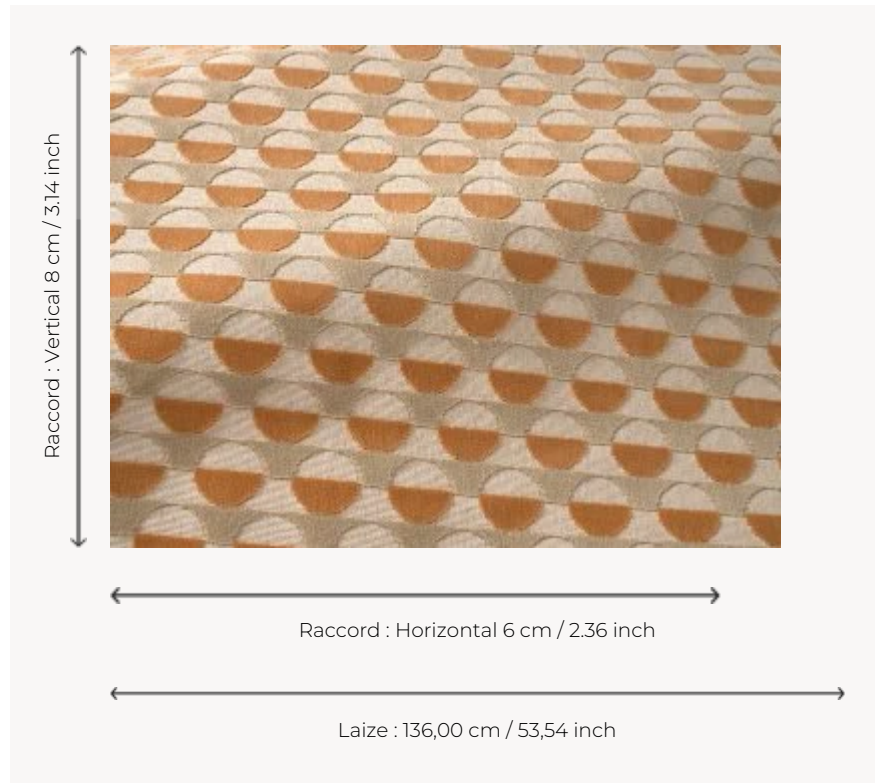 Raccord : Vertical 8 cm / 3.14 inch
Raccord : Horizontal 6 cm / 2.36 inch
Laize : 136,00 cm / 53,54 inch